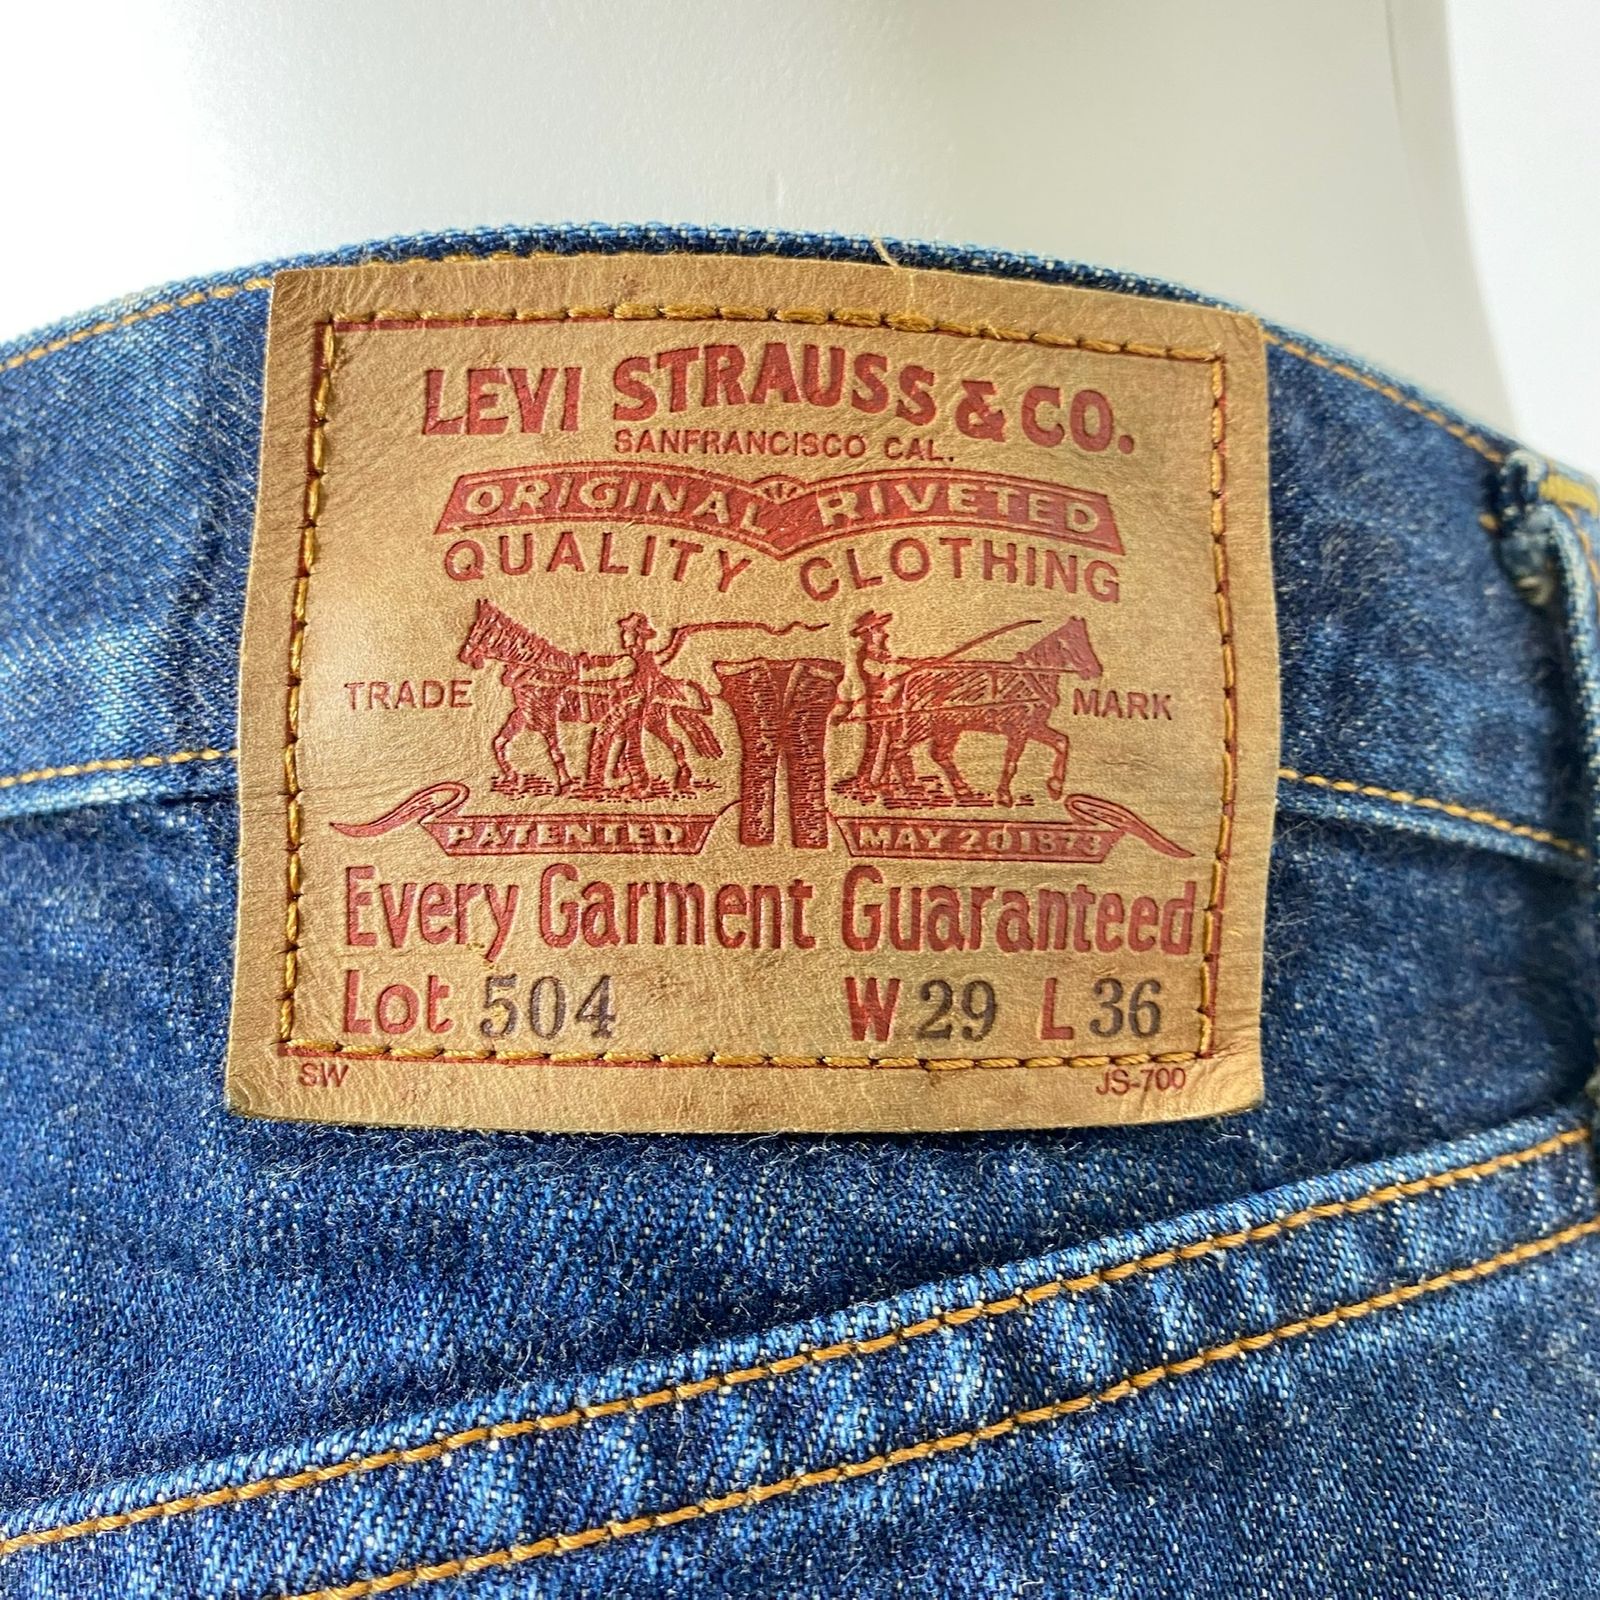 LEVI STRAUSS & CO.
SANFRANCISCO CAL.
ORIGINAL RIVETED
QUALITY CLOTHING
TRADE MARK
PATENTED MAY 20 1873
Every Garment Guaranteed
Lot 504 W 29 L 36
SW JS-700